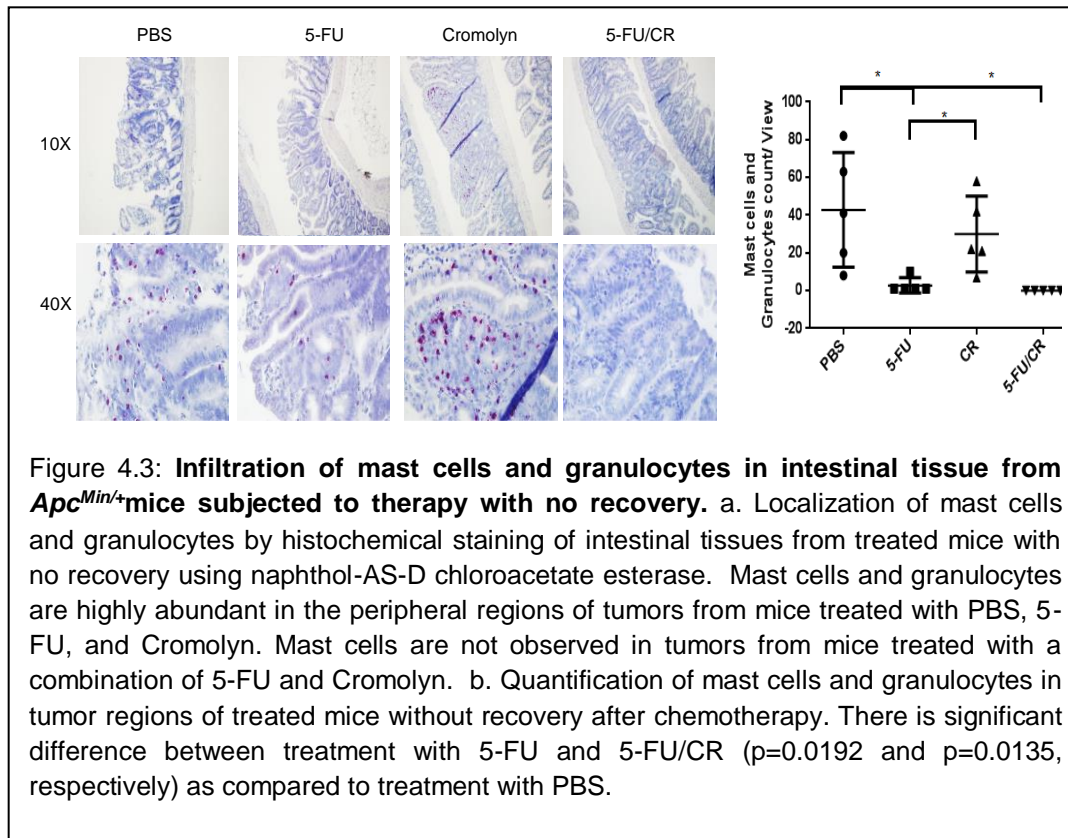 PBS 5-FU Cromolyn 5-FU/CR
10X
40X
* *
*
Mast cells and
Granulocytes count/ View
100
80
60
40
20
0
-20
PBS 5-FU CR 5-FU/CR
Figure 4.3: Infiltration of mast cells and granulocytes in intestinal tissue from
ApcMin/+mice subjected to therapy with no recovery. a. Localization of mast cells
and granulocytes by histochemical staining of intestinal tissues from treated mice with
no recovery using naphthol-AS-D chloroacetate esterase. Mast cells and granulocytes
are highly abundant in the peripheral regions of tumors from mice treated with PBS, 5-
FU, and Cromolyn. Mast cells are not observed in tumors from mice treated with a
combination of 5-FU and Cromolyn. b. Quantification of mast cells and granulocytes in
tumor regions of treated mice without recovery after chemotherapy. There is significant
difference between treatment with 5-FU and 5-FU/CR (p=0.0192 and p=0.0135,
respectively) as compared to treatment with PBS.